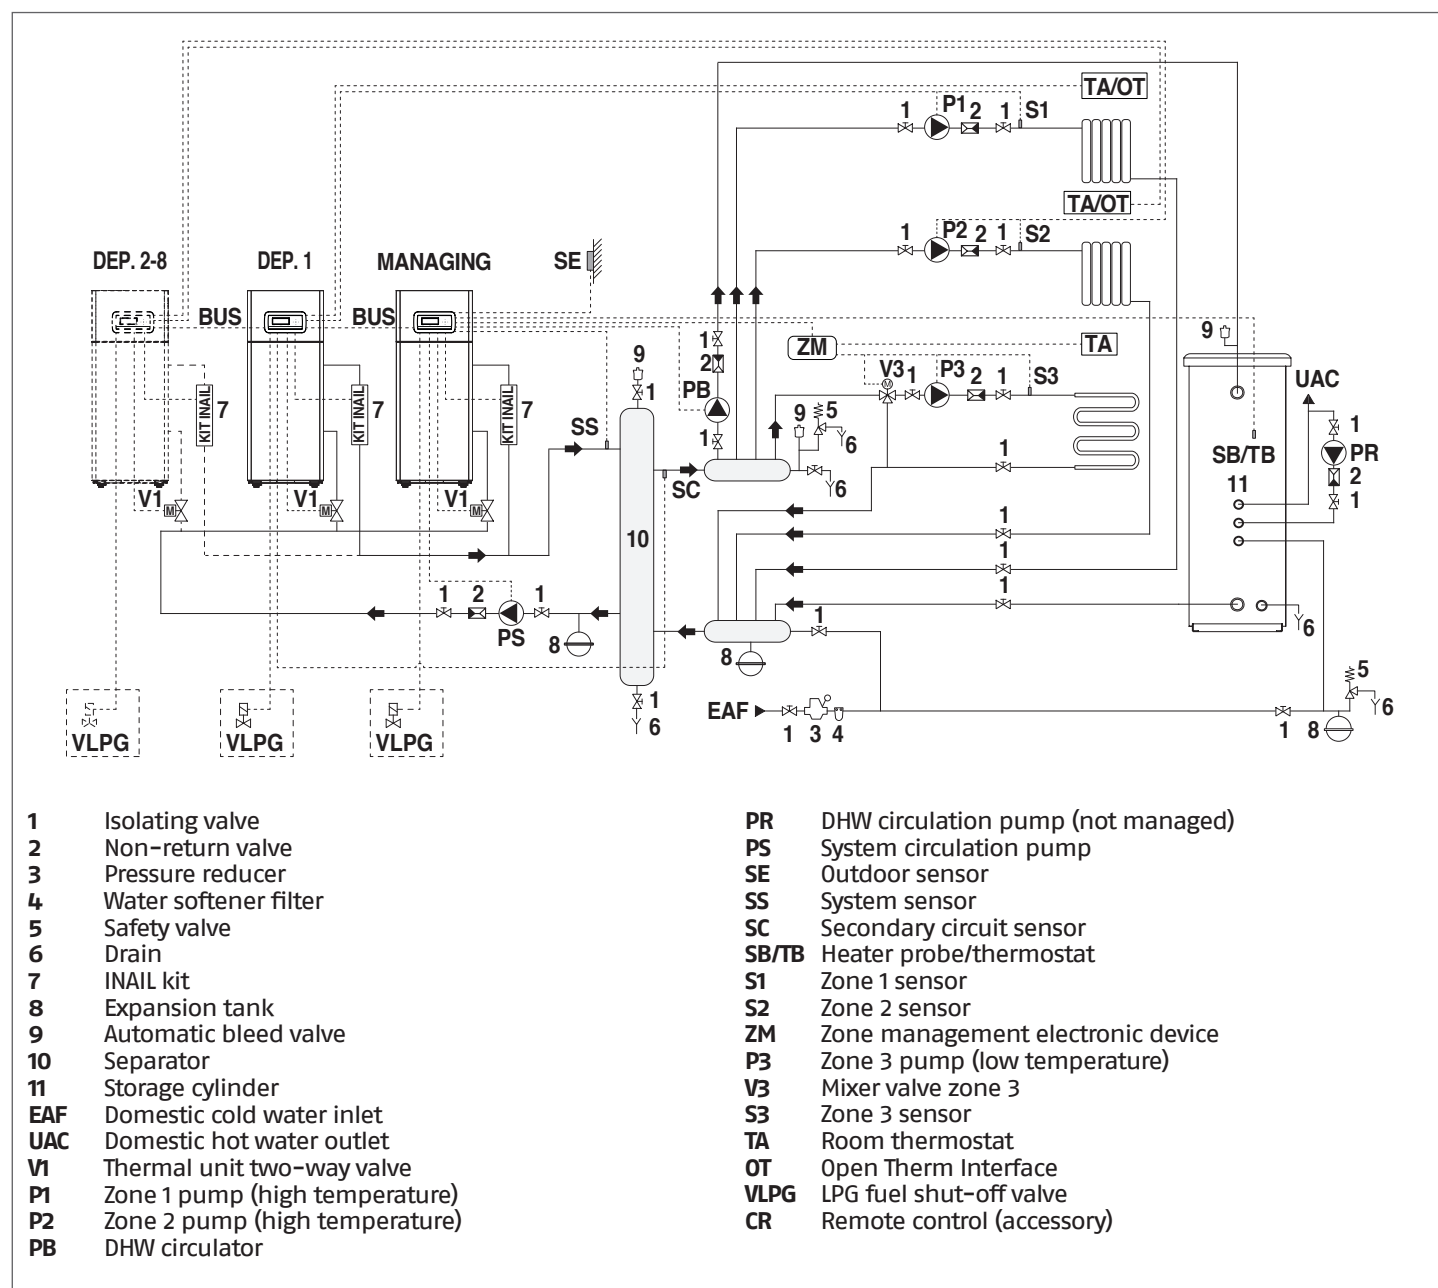 TA/OT
1 P1 2 1 S1
TA/OT
1 P2 2 1 S2
DEP. 2-8 DEP. 1 MANAGING SE
BUS BUS
1 ZM TA 9
2 V3 1 P3 2 1 S3 UAC
9 PB
1
KIT INAIL 7 KIT INAIL 7 KIT INAIL 7
SS 1 9 5 6 1
PR
1 SB/TB 2
SC 6 11 1
V1 V1 V1
M M M M
10 1
1
1
1 2 1 1
PS 8 8 6
1 5
EAF 6
VLPG VLPG VLPG 6 1 3 4 1 8
1 Isolating valve
2 Non-return valve
3 Pressure reducer
4 Water softener filter
5 Safety valve
6 Drain
7 INAIL kit
8 Expansion tank
9 Automatic bleed valve
10 Separator
11 Storage cylinder
EAF Domestic cold water inlet
UAC Domestic hot water outlet
V1 Thermal unit two-way valve
P1 Zone 1 pump (high temperature)
P2 Zone 2 pump (high temperature)
PB DHW circulator
PR DHW circulation pump (not managed)
PS System circulation pump
SE Outdoor sensor
SS System sensor
SC Secondary circuit sensor
SB/TB Heater probe/thermostat
S1 Zone 1 sensor
S2 Zone 2 sensor
ZM Zone management electronic device
P3 Zone 3 pump (low temperature)
V3 Mixer valve zone 3
S3 Zone 3 sensor
TA Room thermostat
OT Open Therm Interface
VLPG LPG fuel shut-off valve
CR Remote control (accessory)